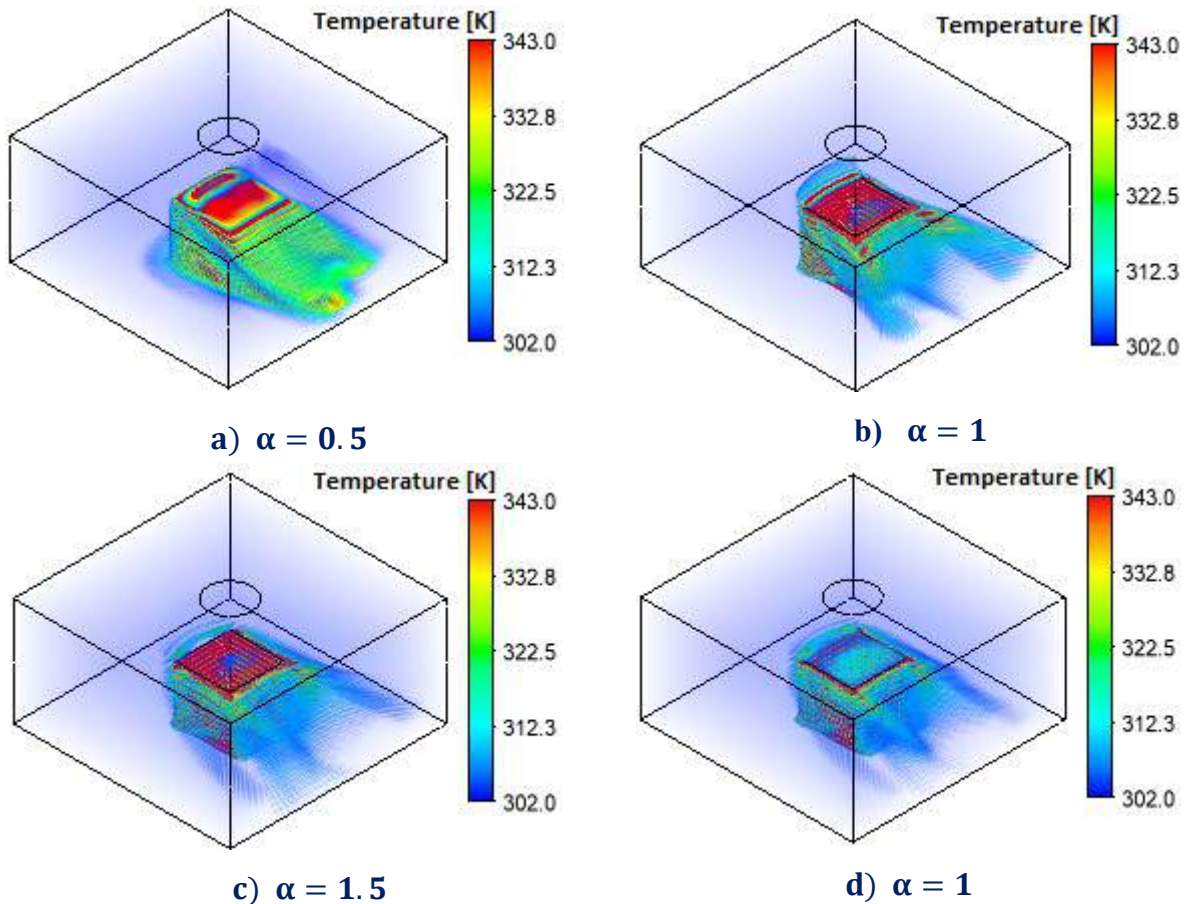 Temperature [K]
343.0
332.8
322.5
312.3
302.0
a) α = 0.5
Temperature [K]
343.0
332.8
322.5
312.3
302.0
b) α = 1
Temperature [K]
343.0
332.8
322.5
312.3
302.0
c) α = 1.5
Temperature [K]
343.0
332.8
322.5
312.3
302.0
d) α = 1